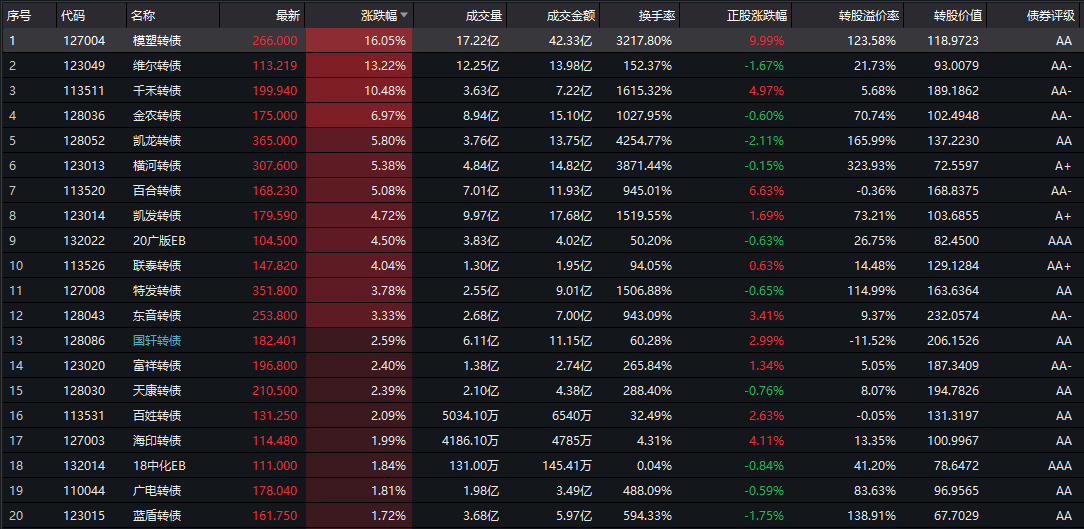 序号 代码 名称 最新 涨跌幅 成交量 成交金额 换手率 正股涨跌幅 转股溢价率 转股价值 债券评级
1 127004 模塑转债 266.000 16.05% 17.22亿 42.33亿 3217.80% 9.99% 123.58% 118.9723 AA
2 123049 维尔转债 113.219 13.22% 12.25亿 13.98亿 152.37% -1.67% 21.73% 93.0079 AA-
3 113511 千禾转债 199.940 10.48% 3.63亿 7.22亿 1615.32% 4.97% 5.68% 189.1862 AA-
4 128036 金农转债 175.000 6.97% 8.94亿 15.10亿 1027.95% -0.60% 70.74% 102.4948 AA-
5 128052 凯龙转债 365.000 5.80% 3.76亿 13.75亿 4254.77% -2.11% 165.99% 137.2230 AA
6 123013 横河转债 307.600 5.38% 4.84亿 14.82亿 3871.44% -0.15% 323.93% 72.5597 A+
7 113520 百合转债 168.230 5.08% 7.01亿 11.93亿 945.01% 6.63% -0.36% 168.8375 AA-
8 123014 凯发转债 179.590 4.72% 9.97亿 17.68亿 1519.55% 1.69% 73.21% 103.6855 A+
9 132022 20广版EB 104.500 4.50% 3.83亿 4.02亿 50.20% -0.63% 26.75% 82.4500 AAA
10 113526 联泰转债 147.820 4.04% 1.30亿 1.95亿 94.05% 0.63% 14.48% 129.1284 AA+
11 127008 特发转债 351.800 3.78% 2.55亿 9.01亿 1506.88% -0.65% 114.99% 163.6364 AA
12 128043 东音转债 253.800 3.33% 2.68亿 7.00亿 943.09% 3.41% 9.37% 232.0574 AA-
13 128086 国轩转债 182.401 2.59% 6.11亿 11.15亿 60.28% 2.99% -11.52% 206.1526 AA
14 123020 富祥转债 196.800 2.40% 1.38亿 2.74亿 265.84% 1.34% 5.05% 187.3409 AA-
15 128030 天康转债 210.500 2.39% 2.10亿 4.38亿 288.40% -0.76% 8.07% 194.7826 AA
16 113531 百姓转债 131.250 2.09% 5034.10万 6540万 32.49% 2.63% -0.05% 131.3197 AA
17 127003 海印转债 114.480 1.99% 4186.10万 4785万 4.31% 4.11% 13.35% 100.9967 AA
18 132014 18中化EB 111.000 1.84% 131.00万 145.41万 0.04% -0.84% 41.20% 78.6472 AAA
19 110044 广电转债 178.040 1.81% 1.98亿 3.49亿 488.09% -0.59% 83.63% 96.9565 AA
20 123015 蓝盾转债 161.750 1.72% 3.68亿 5.97亿 594.33% -1.75% 138.91% 67.7029 AA-